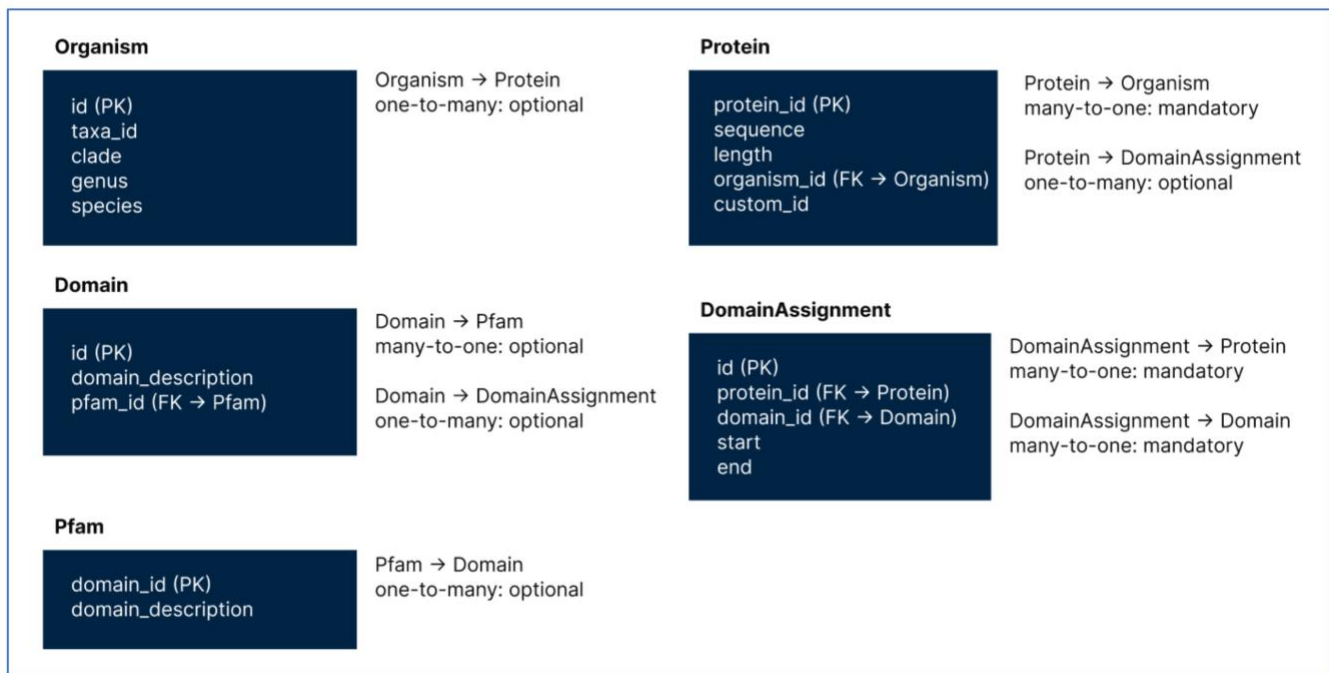 Organism
id (PK)
taxa_id
clade
genus
species
Organism → Protein
one-to-many: optional
Protein
protein_id (PK)
sequence
length
organism_id (FK → Organism)
custom_id
Protein → Organism
many-to-one: mandatory
Protein → DomainAssignment
one-to-many: optional
Domain
id (PK)
domain_description
pfam_id (FK → Pfam)
Domain → Pfam
many-to-one: optional
Domain → DomainAssignment
one-to-many: optional
DomainAssignment
id (PK)
protein_id (FK → Protein)
domain_id (FK → Domain)
start
end
DomainAssignment → Protein
many-to-one: mandatory
DomainAssignment → Domain
many-to-one: mandatory
Pfam
domain_id (PK)
domain_description
Pfam → Domain
one-to-many: optional